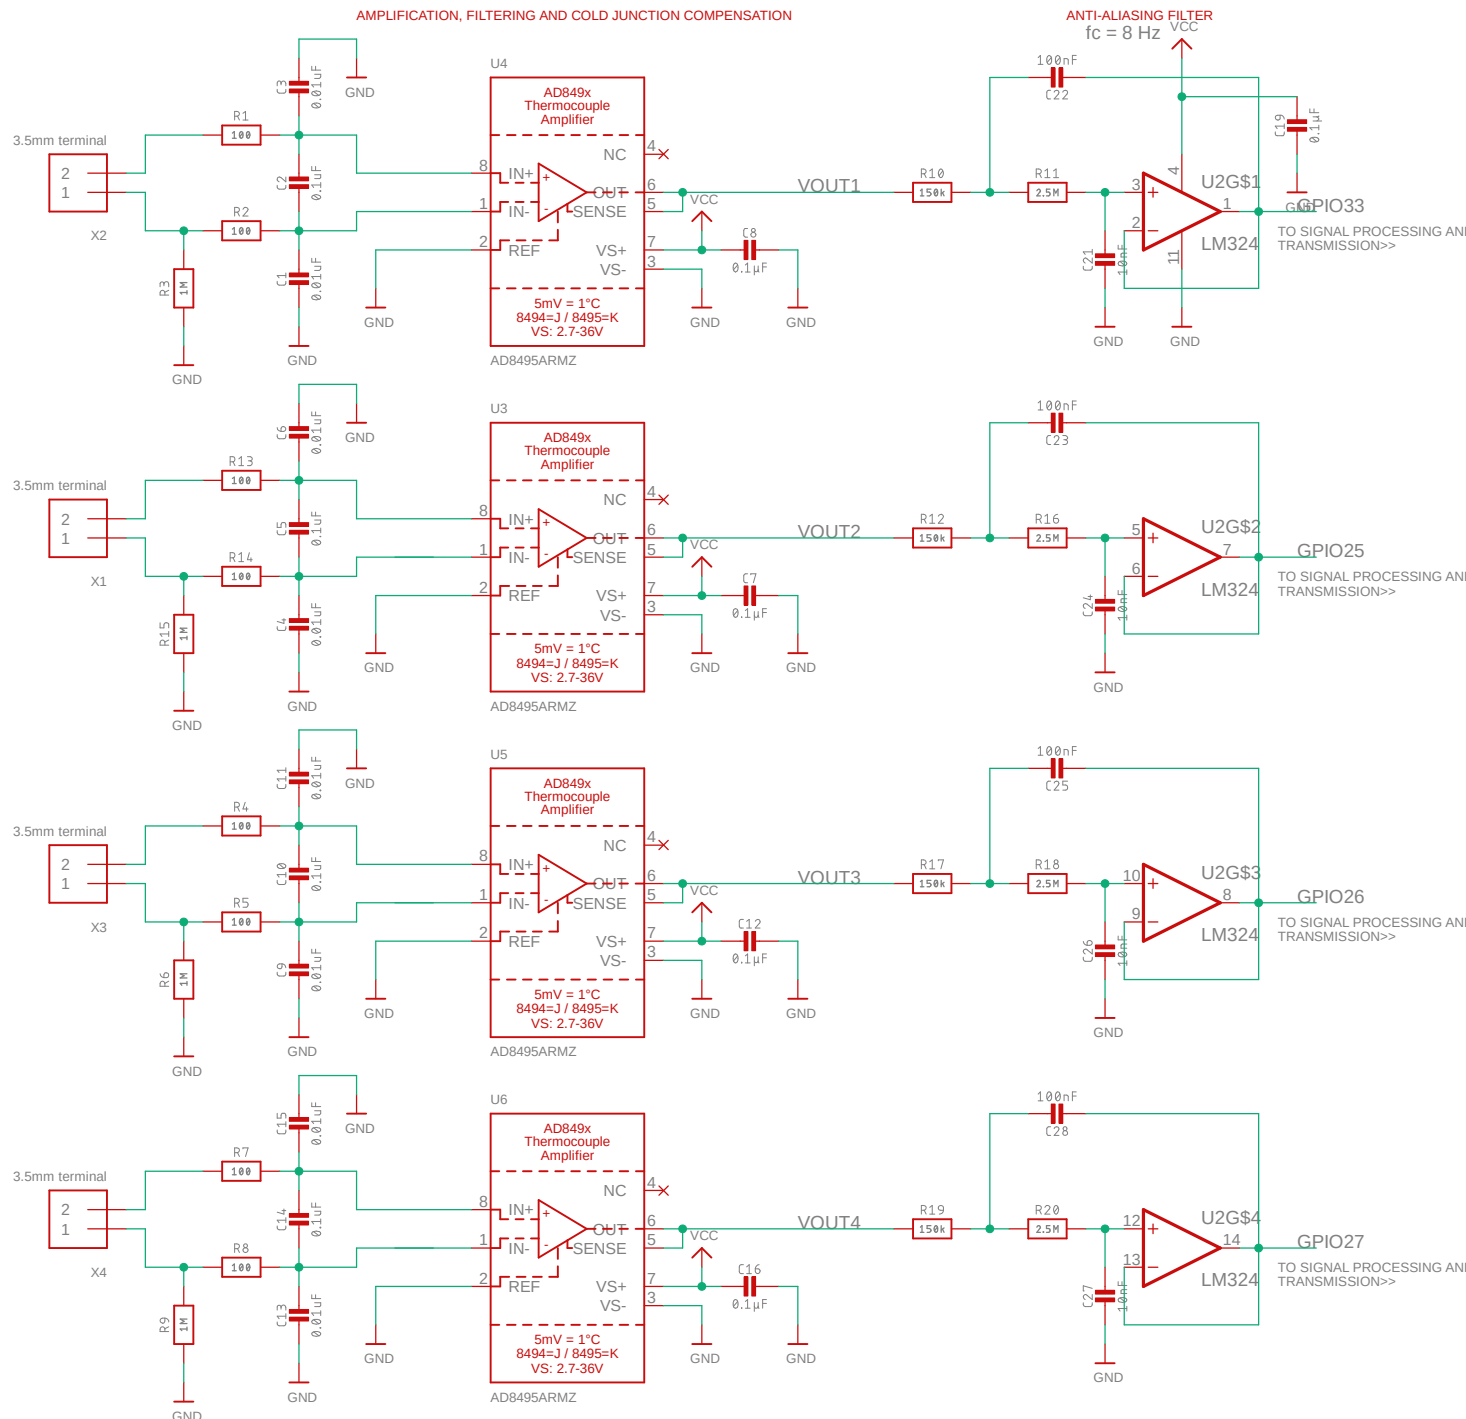 AMPLIFICATION, FILTERING AND COLD JUNCTION COMPENSATION
ANTI-ALIASING FILTER
fc = 8 Hz
VCC
3.5mm terminal
2
1
X2
R1
100
R2
100
R3
1M
C3
0.01uF
C2
0.1uF
C1
0.01uF
GND
GND
GND
U4
AD849x
Thermocouple
Amplifier
NC
4
8
IN+
1
IN-
2
REF
OUT
6
SENSE
5
VS+
7
VS-
3
5mV = 1°C
8494=J / 8495=K
VS: 2.7-36V
AD8495ARMZ
GND
VCC
C8
0.1µF
GND
GND
VOUT1
R10
150k
R11
2.5M
100nF
C22
C21
10nF
GND
3
2
4
11
1
U2G$1
LM324
GND
C19
0.1µF
GND
GPIO33
TO SIGNAL PROCESSING AN
TRANSMISSION>>
3.5mm terminal
2
1
X1
R13
100
R14
100
R15
1M
C6
0.01uF
C5
0.1uF
C4
0.01uF
GND
GND
GND
U3
AD849x
Thermocouple
Amplifier
NC
4
8
IN+
1
IN-
2
REF
OUT
6
SENSE
5
VS+
7
VS-
3
5mV = 1°C
8494=J / 8495=K
VS: 2.7-36V
AD8495ARMZ
GND
VCC
C7
0.1µF
GND
GND
VOUT2
R12
150k
R16
2.5M
100nF
C23
C24
10nF
GND
5
6
7
U2G$2
LM324
GPIO25
TO SIGNAL PROCESSING AN
TRANSMISSION>>
3.5mm terminal
2
1
X3
R4
100
R5
100
R6
1M
C11
0.01uF
C10
0.1uF
C9
0.01uF
GND
GND
GND
U5
AD849x
Thermocouple
Amplifier
NC
4
8
IN+
1
IN-
2
REF
OUT
6
SENSE
5
VS+
7
VS-
3
5mV = 1°C
8494=J / 8495=K
VS: 2.7-36V
AD8495ARMZ
GND
VCC
C12
0.1µF
GND
GND
VOUT3
R17
150k
R18
2.5M
100nF
C25
C26
10nF
GND
10
9
8
U2G$3
LM324
GPIO26
TO SIGNAL PROCESSING AN
TRANSMISSION>>
3.5mm terminal
2
1
X4
R7
100
R8
100
R9
1M
C15
0.01uF
C14
0.1uF
C13
0.01uF
GND
GND
GND
U6
AD849x
Thermocouple
Amplifier
NC
4
8
IN+
1
IN-
2
REF
OUT
6
SENSE
5
VS+
7
VS-
3
5mV = 1°C
8494=J / 8495=K
VS: 2.7-36V
AD8495ARMZ
GND
VCC
C16
0.1µF
GND
GND
VOUT4
R19
150k
R20
2.5M
100nF
C28
C27
10nF
GND
12
13
14
U2G$4
LM324
GPIO27
TO SIGNAL PROCESSING AN
TRANSMISSION>>